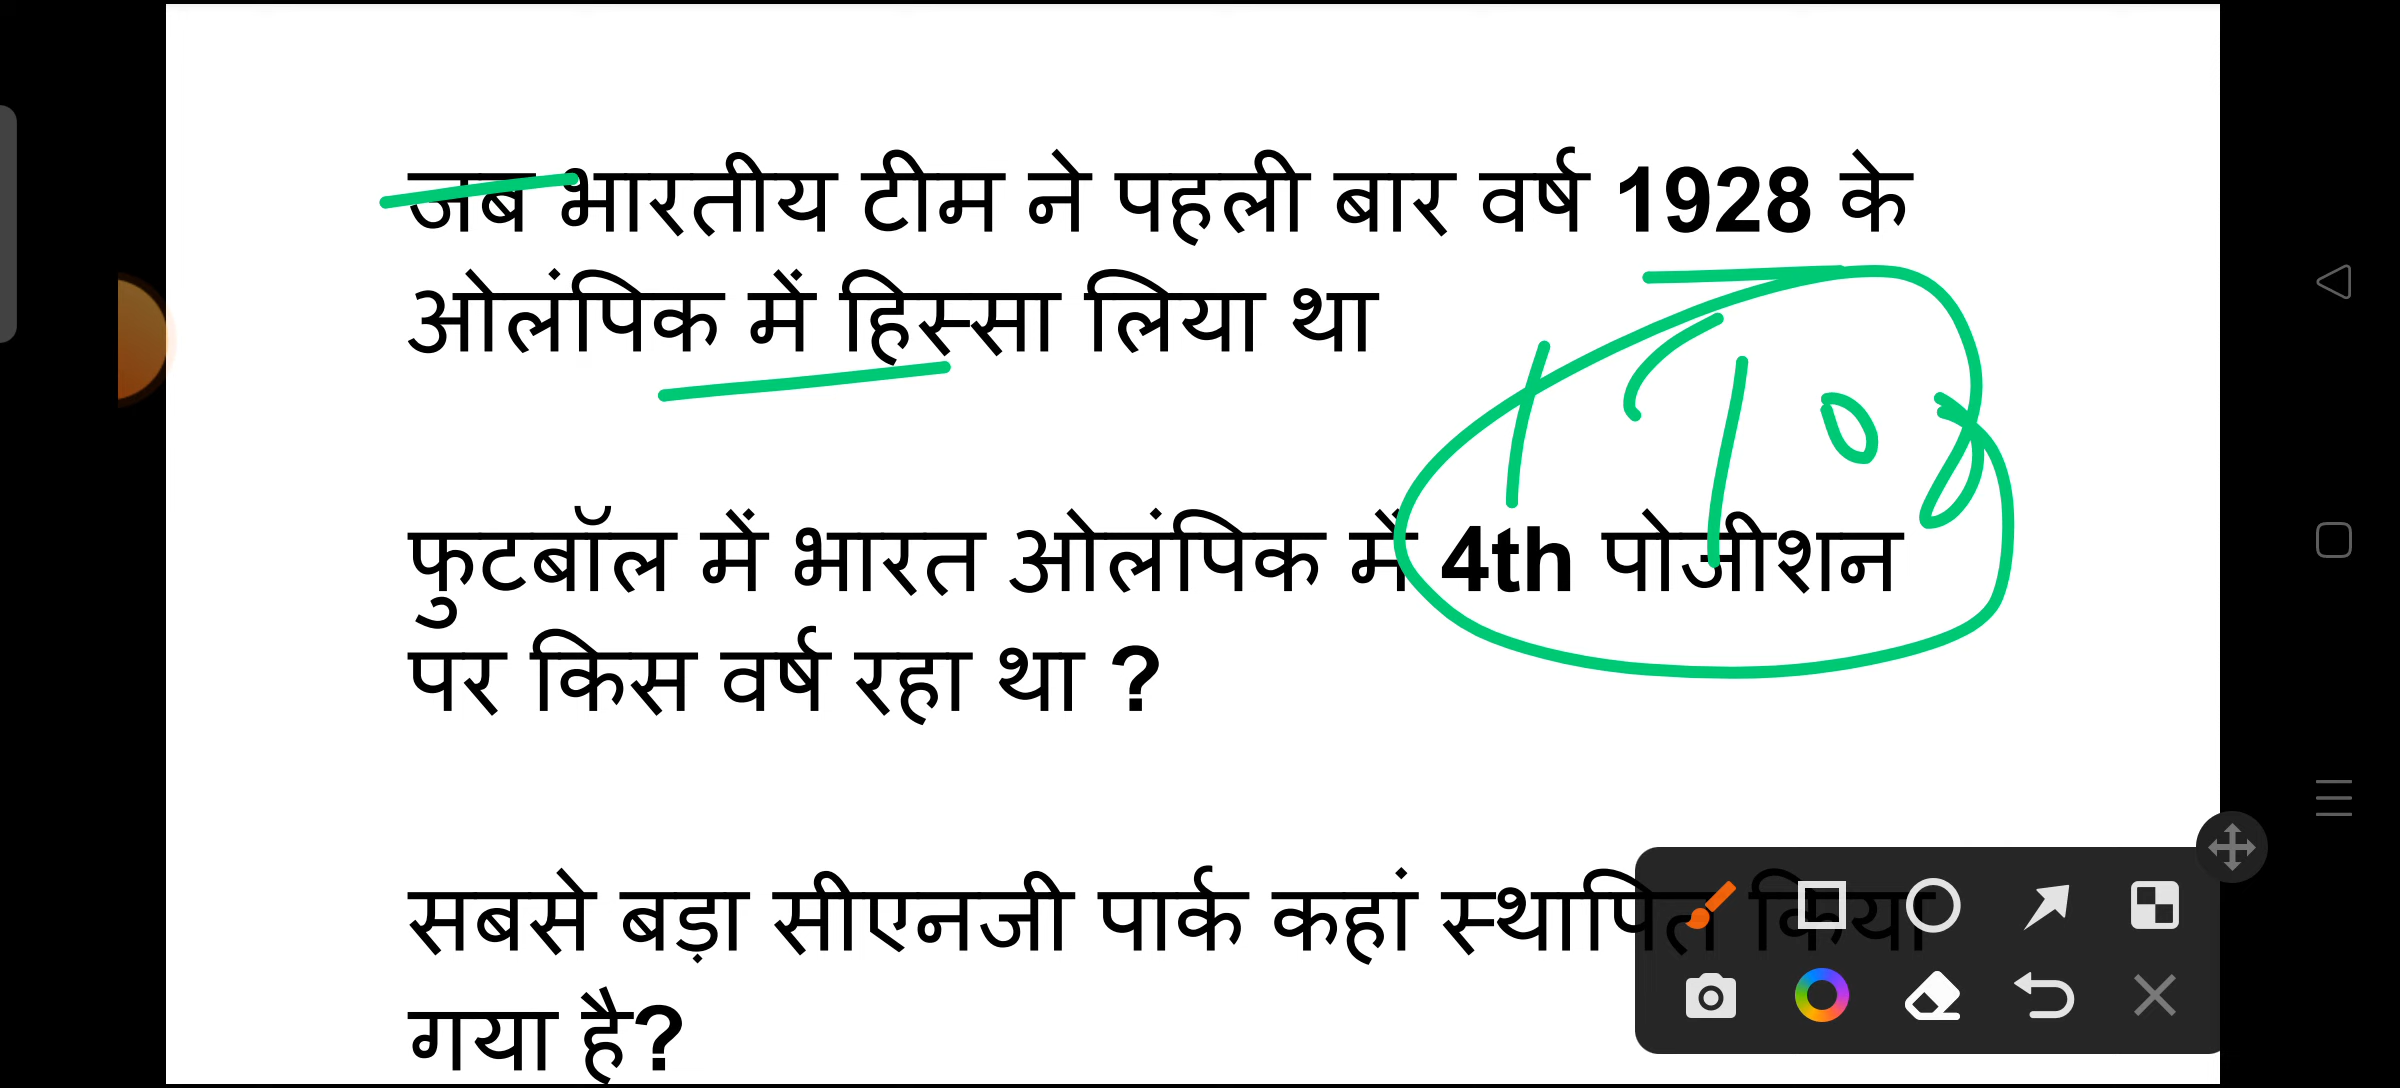 जब भारतीय टीम ने पहली बार वर्ष 1928 के
ओलंपिक में हिस्सा लिया था
फुटबॉल में भारत ओलंपिक में 4th पोजीशन
पर किस वर्ष रहा था ?
सबसे बड़ा सीएनजी पार्क कहां स्थापित किया
गया है?